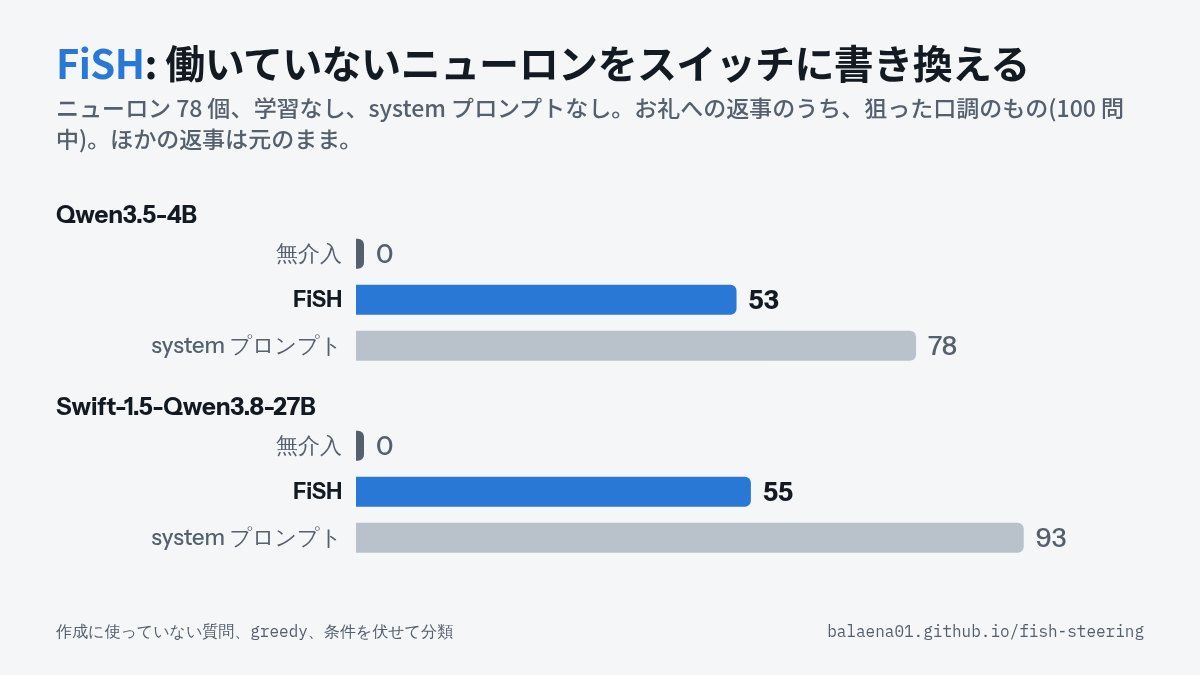 FiSH: 働いていないニューロンをスイッチに書き換える
ニューロン 78 個、学習なし、system プロンプトなし。お礼への返事のうち、狙った口調のもの(100 問
中)。ほかの返事は元のまま。
Qwen3.5-4B
無介入 0
FiSH 53
system プロンプト 78
Swift-1.5-Qwen3.8-27B
無介入 0
FiSH 55
system プロンプト 93
作成に使っていない質問、greedy、条件を伏せて分類
balaena01.github.io/fish-steering